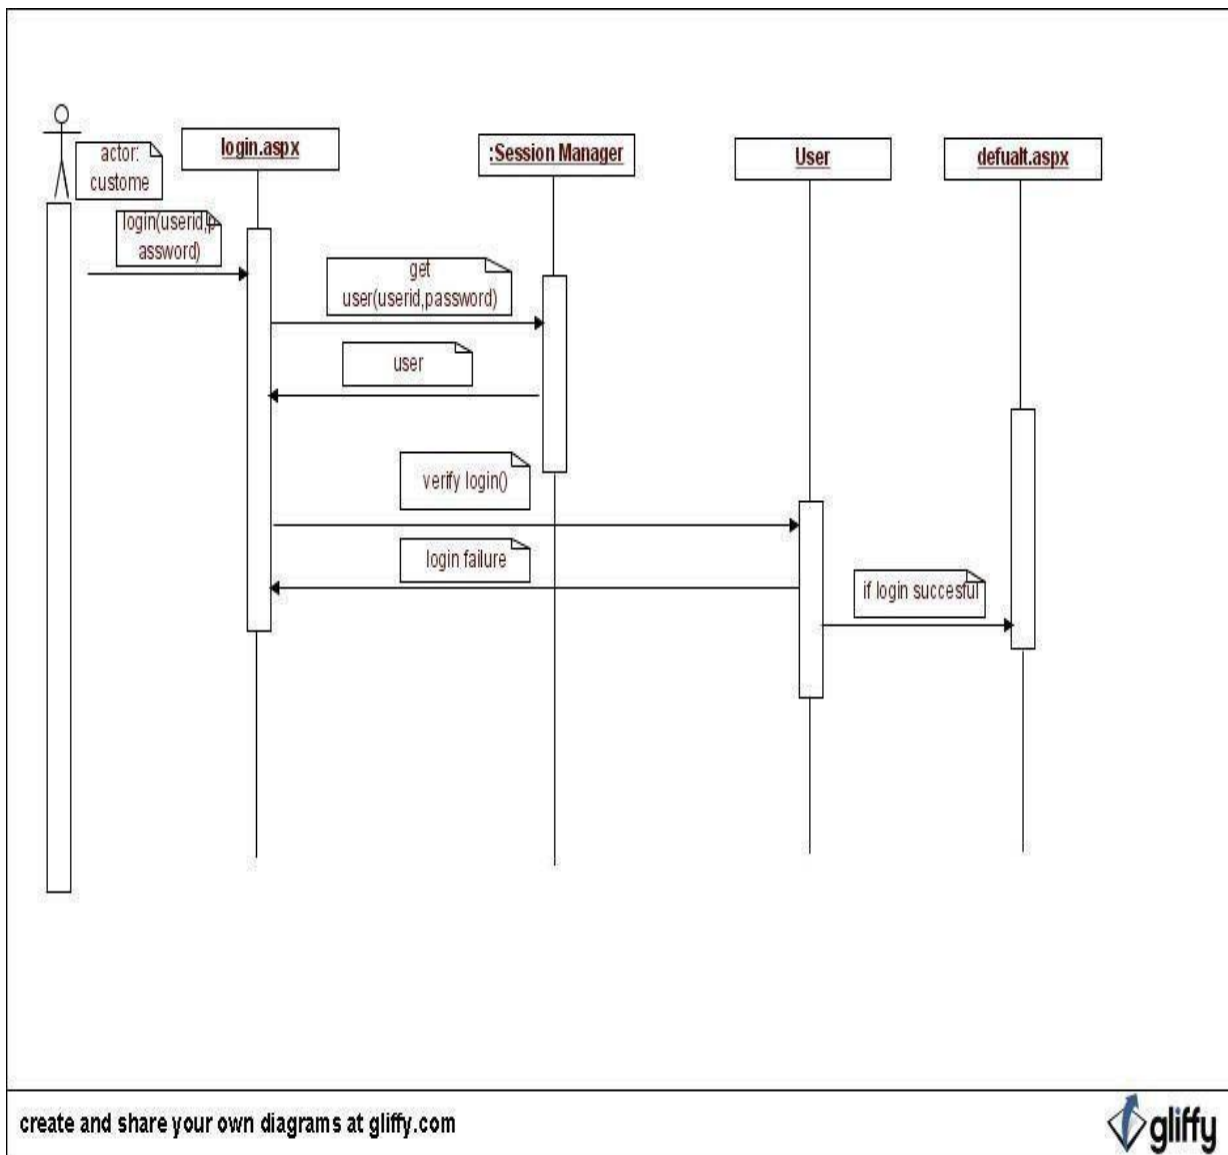 actor:
custome
login.aspx
:Session Manager
User
defualt.aspx
login(userid,p
assword)
get
user(userid,password)
user
verify login()
login failure
if login succesful
create and share your own diagrams at gliffy.com
gliffy